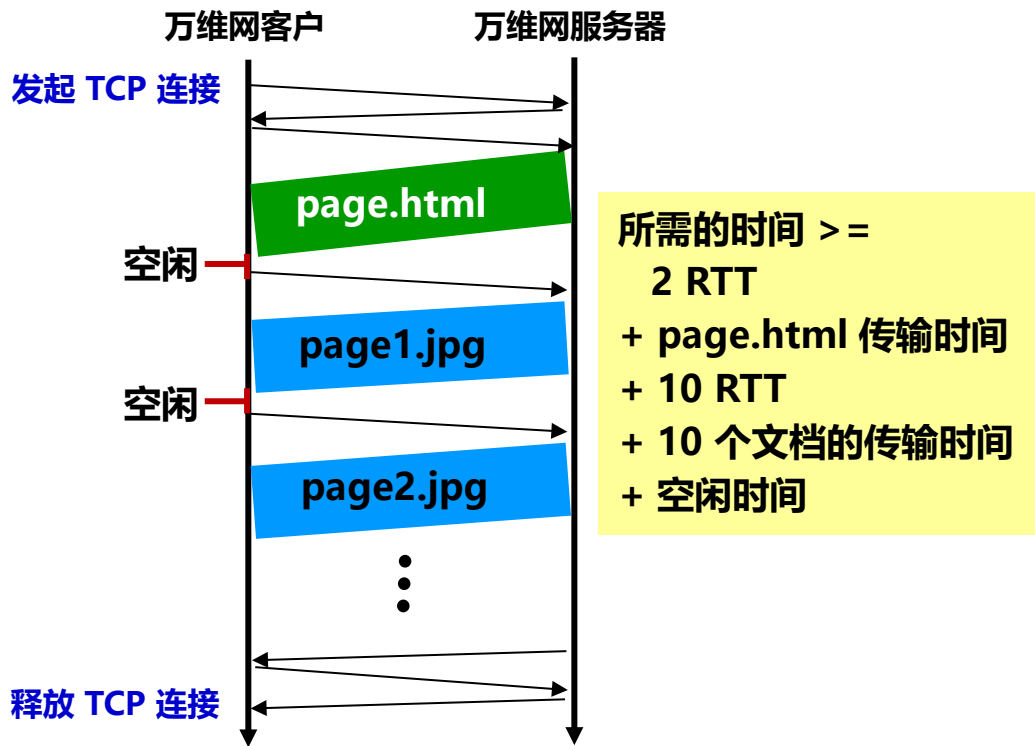 万维网客户
万维网服务器
发起 TCP 连接
page.html
空闲
page1.jpg
空闲
page2.jpg
释放 TCP 连接
所需的时间 >=
2 RTT
+ page.html 传输时间
+ 10 RTT
+ 10 个文档的传输时间
+ 空闲时间